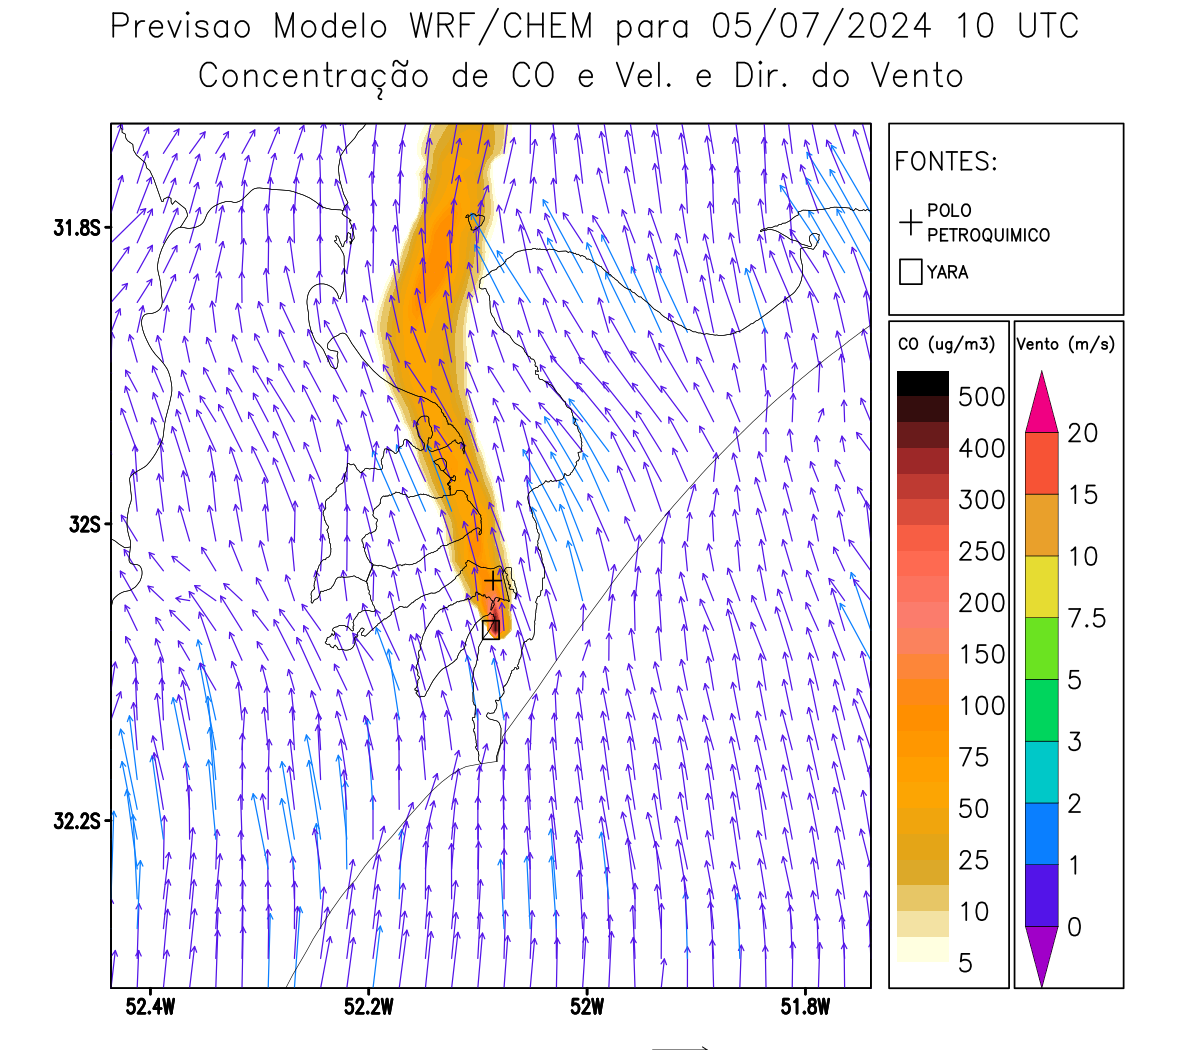 Previsao Modelo WRF/CHEM para 05/07/2024 10 UTC
Concentração de CO e Vel. e Dir. do Vento
FONTES:
POLO
PETROQUIMICO
YARA
CO (ug/m3)
500
400
300
250
200
150
100
75
50
25
10
5
Vento (m/s)
20
15
10
7.5
5
3
2
1
0
31.8S
32S
32.2S
52.4W
52.2W
52W
51.8W